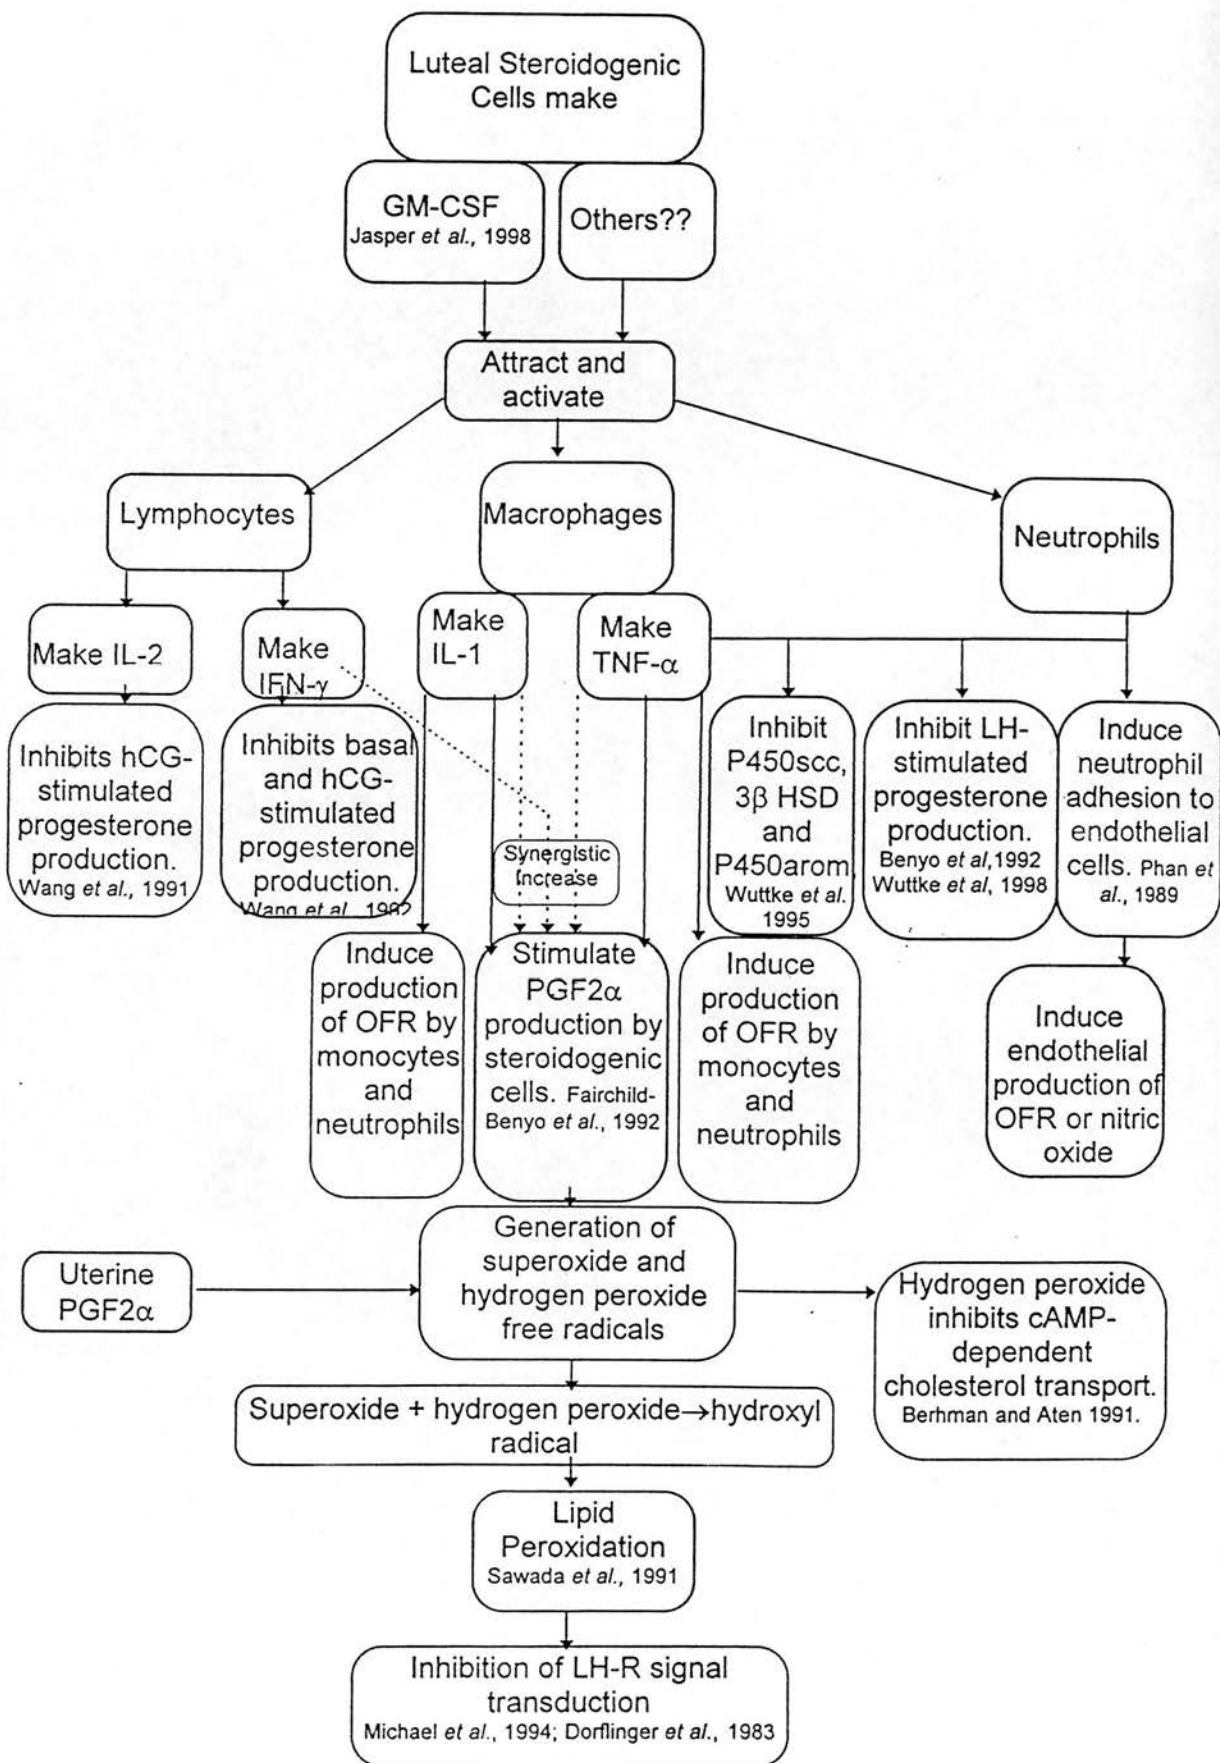 Luteal Steroidogenic
Cells make
GM-CSF
Jasper et al., 1998
Others??
Attract and
activate
Lymphocytes
Macrophages
Neutrophils
Make IL-2
Make
IFN-γ
Make
IL-1
Make
TNF-α
Inhibits hCG-
stimulated
progesterone
production.
Wang et al., 1991
Inhibits basal
and hCG-
stimulated
progesterone
production.
Wang et al 1992
Synergistic
Increase
Inhibit
P450scc,
3β HSD
and
P450arom
Wuttke et al.
1995
Inhibit LH-
stimulated
progesterone
production.
Benyo et al,1992
Wuttke et al, 1998
Induce
neutrophil
adhesion to
endothelial
cells. Phan et
al., 1989
Induce
production
of OFR by
monocytes
and
neutrophils
Stimulate
PGF2α
production by
steroidogenic
cells. Fairchild-
Benyo et al., 1992
Induce
production
of OFR by
monocytes
and
neutrophils
Induce
endothelial
production of
OFR or nitric
oxide
Uterine
PGF2α
Generation of
superoxide and
hydrogen peroxide
free radicals
Hydrogen peroxide
inhibits cAMP-
dependent
cholesterol transport.
Berhman and Aten 1991.
Superoxide + hydrogen peroxide→hydroxyl
radical
Lipid
Peroxidation
Sawada et al., 1991
Inhibition of LH-R signal
transduction
Michael et al., 1994; Dorflinger et al., 1983